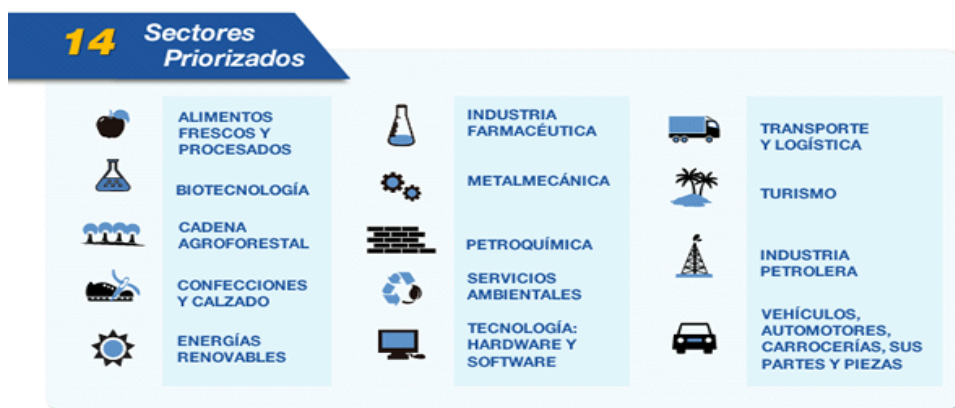 14 Sectores
Priorizados
ALIMENTOS
FRESCOS Y
PROCESADOS
BIOTECNOLOGÍA
CADENA
AGROFORESTAL
CONFECCIONES
Y CALZADO
ENERGÍAS
RENOVABLES
INDUSTRIA
FARMACÉUTICA
METALMECÁNICA
PETROQUÍMICA
SERVICIOS
AMBIENTALES
TECNOLOGÍA:
HARDWARE Y
SOFTWARE
TRANSPORTE
Y LOGÍSTICA
TURISMO
INDUSTRIA
PETROLERA
VEHÍCULOS,
AUTOMOTORES,
CARROCERÍAS, SUS
PARTES Y PIEZAS